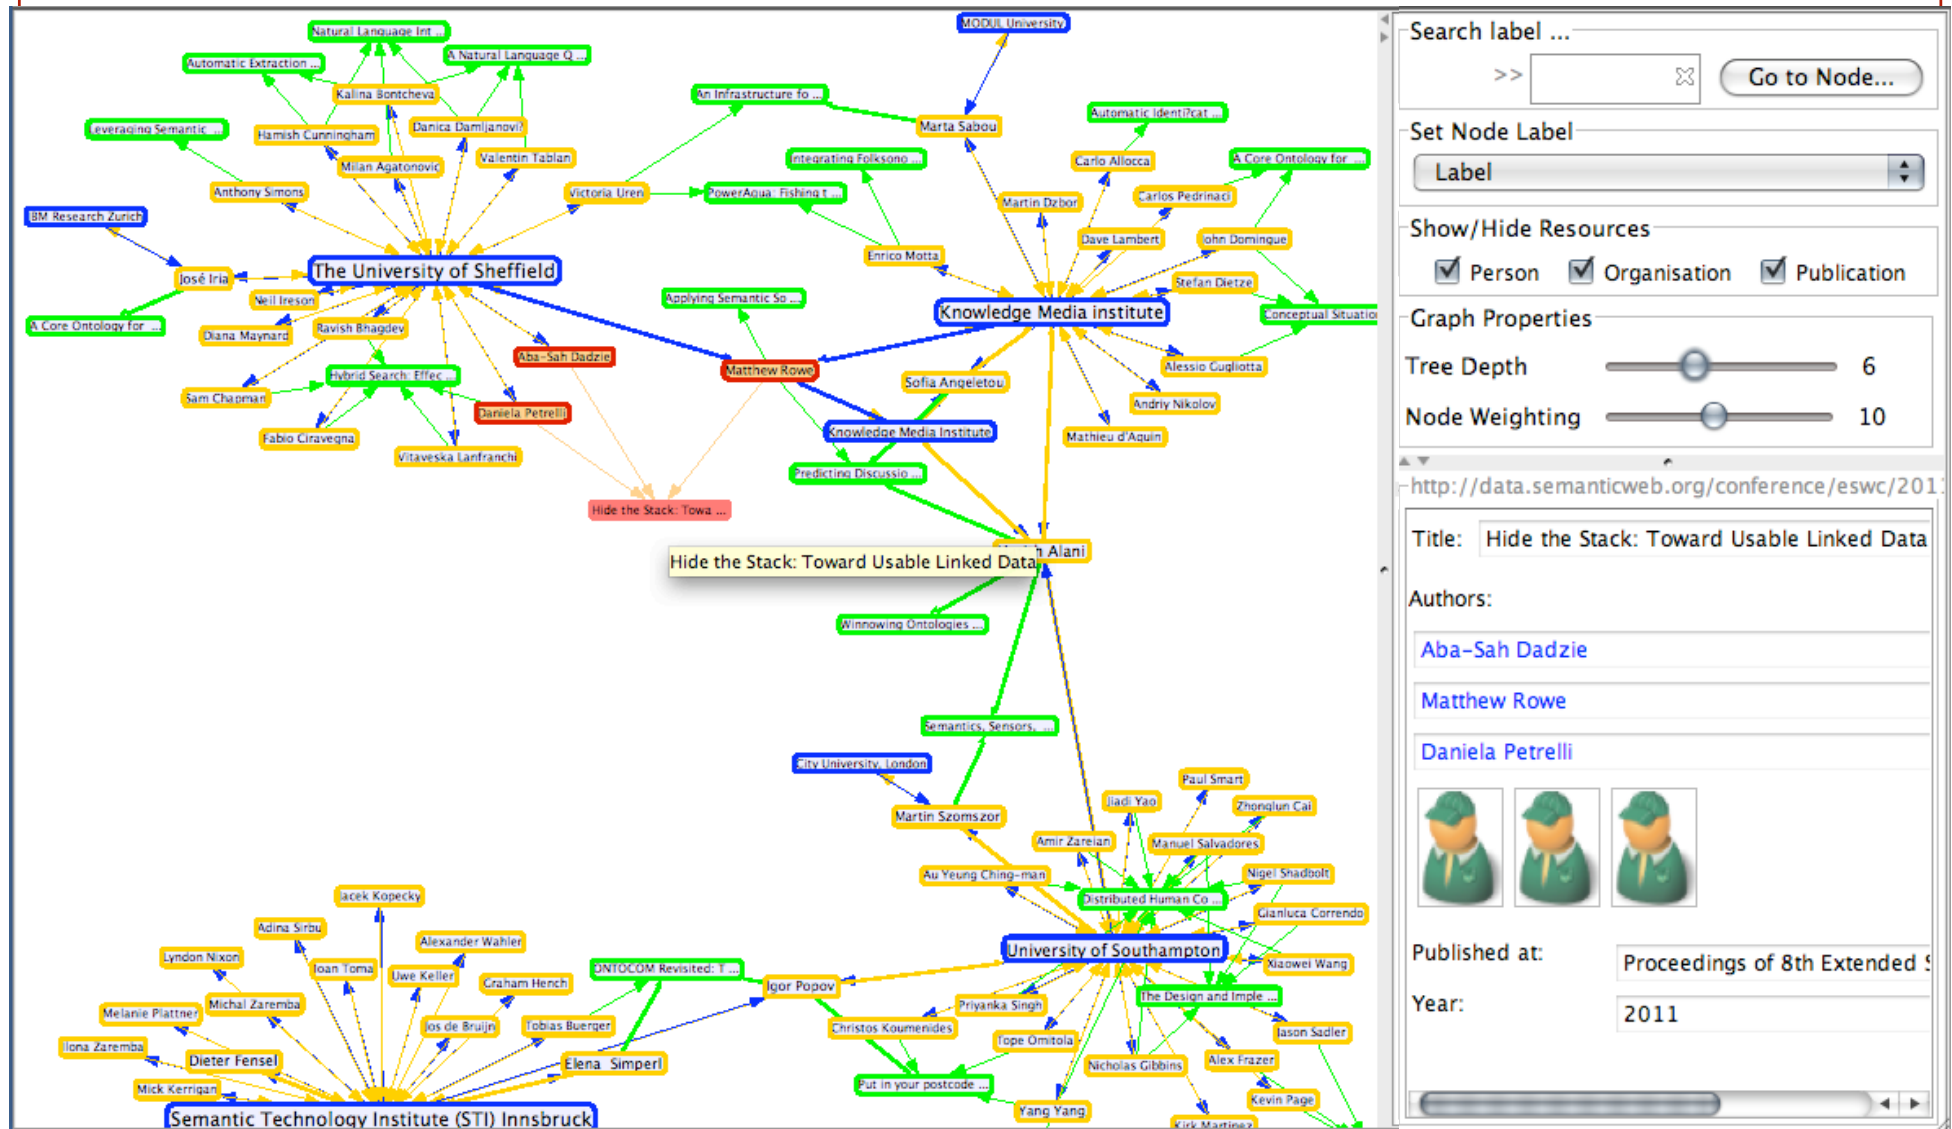 MODUL University
Natural Language Int ...
A Natural Language Q ...
Automatic Extraction ...
Kalina Bontcheva
An Infrastructure fo ...
Automatic Identi?cat ...
Leveraging Semantic ...
Hamish Cunningham
Danica Damljanovi?
Marta Sabou
Milan Agatonovic
Valentin Tablan
Integrating Folksono ...
Carlo Allocca
A Core Ontology for ...
Anthony Simons
Victoria Uren
PowerAqua: Fishing t ...
Martin Dzbor
Carlos Pedrinaci
IBM Research Zurich
Dave Lambert
John Domingue
Enrico Motta
José Iria
The University of Sheffield
Stefan Dietze
Neil Ireson
Applying Semantic So ...
Knowledge Media institute
Conceptual Situatio
A Core Ontology for ...
Diana Maynard
Ravish Bhagdev
Aba-Sah Dadzie
Matthew Rowe
Alessio Gugliotta
Hybrid Search: Effec ...
Sofia Angeletou
Sam Chapman
Daniela Petrelli
Andriy Nikolov
Fabio Ciravegna
Knowledge Media Institute
Mathieu d'Aquin
Vitaveska Lanfranchi
Predicting Discussio ...
Hide the Stack: Towa ...
Alani
Hide the Stack: Toward Usable Linked Data
Winnowing Ontologies ...
Semantics, Sensors, ...
City University, London
Paul Smart
Jiadi Yao
Zhonglun Cai
Martin Szomszor
Amir Zareian
Manuel Salvadores
Au Yeung Ching-man
Nigel Shadbolt
Jacek Kopecky
Distributed Human Co ...
Gianluca Correndo
Adina Sirbu
Alexander Wahler
University of Southampton
Lyndon Nixon
Ioan Toma
Uwe Keller
ONTOCOM Revisited: T ...
Xiaowei Wang
Graham Hench
Igor Popov
The Design and Imple ...
Michal Zaremba
Priyanka Singh
Melanie Plattner
Jos de Bruijn
Tobias Buerger
Christos Koumenides
Jason Sadler
Ilona Zaremba
Tope Omitola
Dieter Fensel
Elena Simperl
Nicholas Gibbins
Alex Frazer
Mick Kerrigan
Put in your postcode ...
Kevin Page
Yang Yang
Semantic Technology Institute (STI) Innsbruck
Kirk Martinez
Search label ...
>>
Go to Node...
Set Node Label
Label
Show/Hide Resources
Person Organisation Publication
Graph Properties
Tree Depth 6
Node Weighting 10
http://data.semanticweb.org/conference/eswc/201
Title: Hide the Stack: Toward Usable Linked Data
Authors:
Aba-Sah Dadzie
Matthew Rowe
Daniela Petrelli
Published at: Proceedings of 8th Extended S
Year: 2011